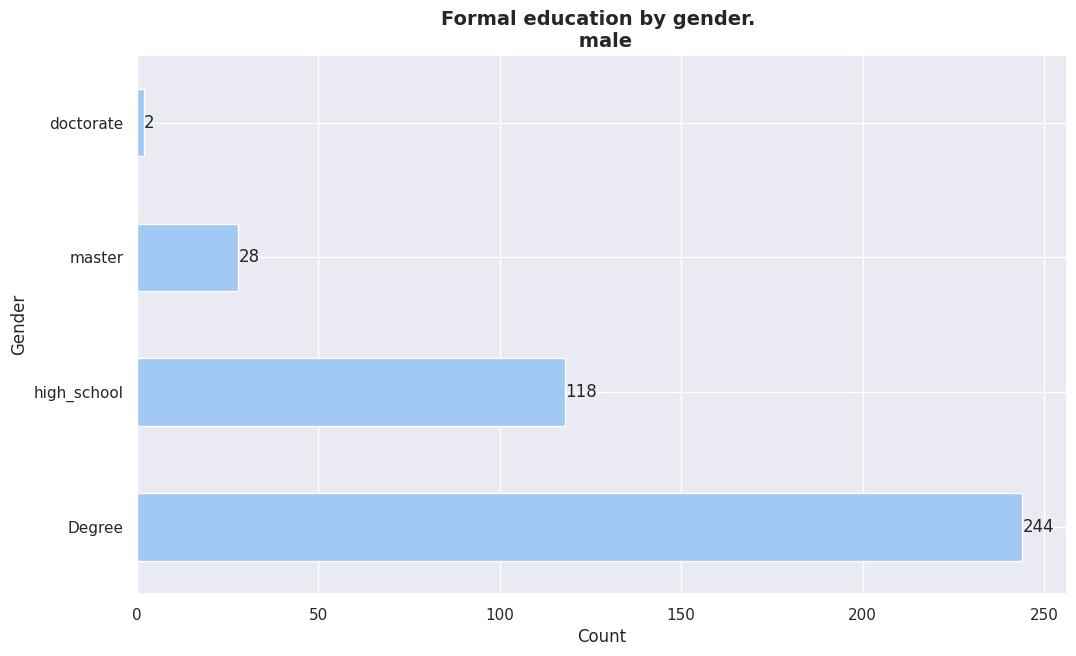 Formal education by gender.
male
doctorate
2
master
28
high_school
118
Degree
244
Gender
0
50
100
150
200
250
Count